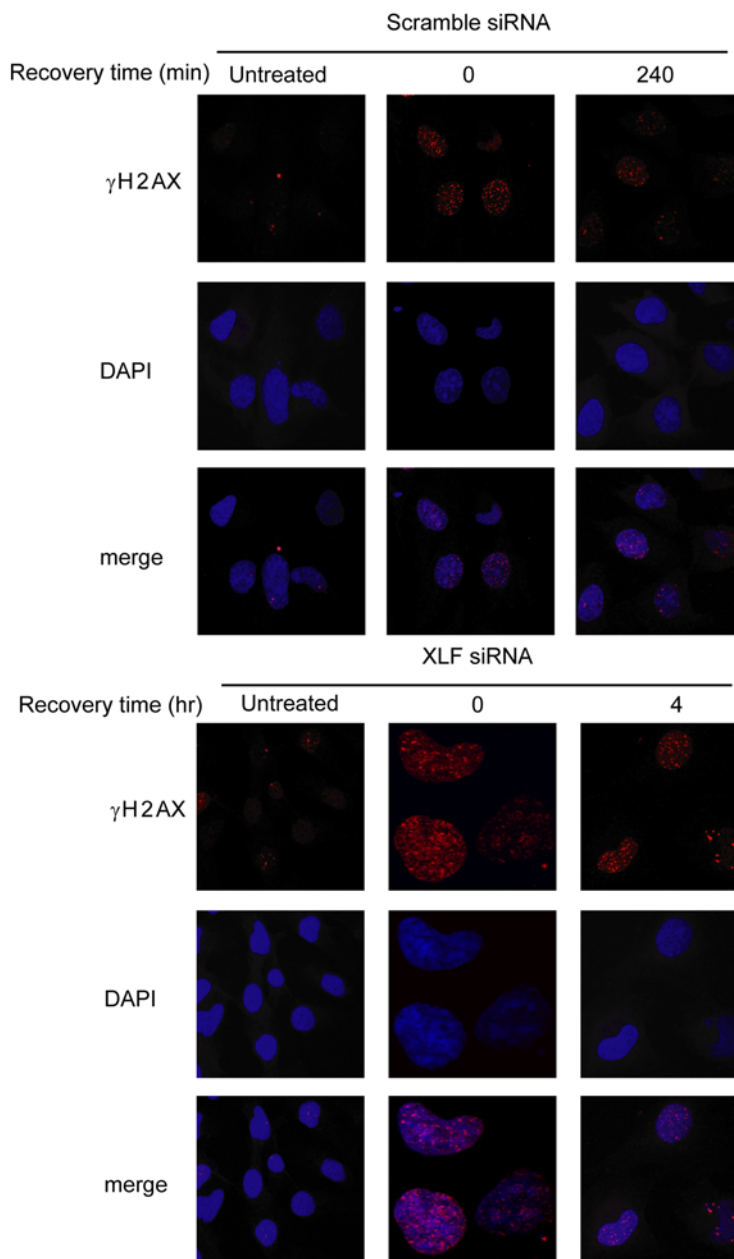 Scramble siRNA
Recovery time (min) Untreated 0 240
γH2AX
DAPI
merge
XLF siRNA
Recovery time (hr) Untreated 0 4
γH2AX
DAPI
merge